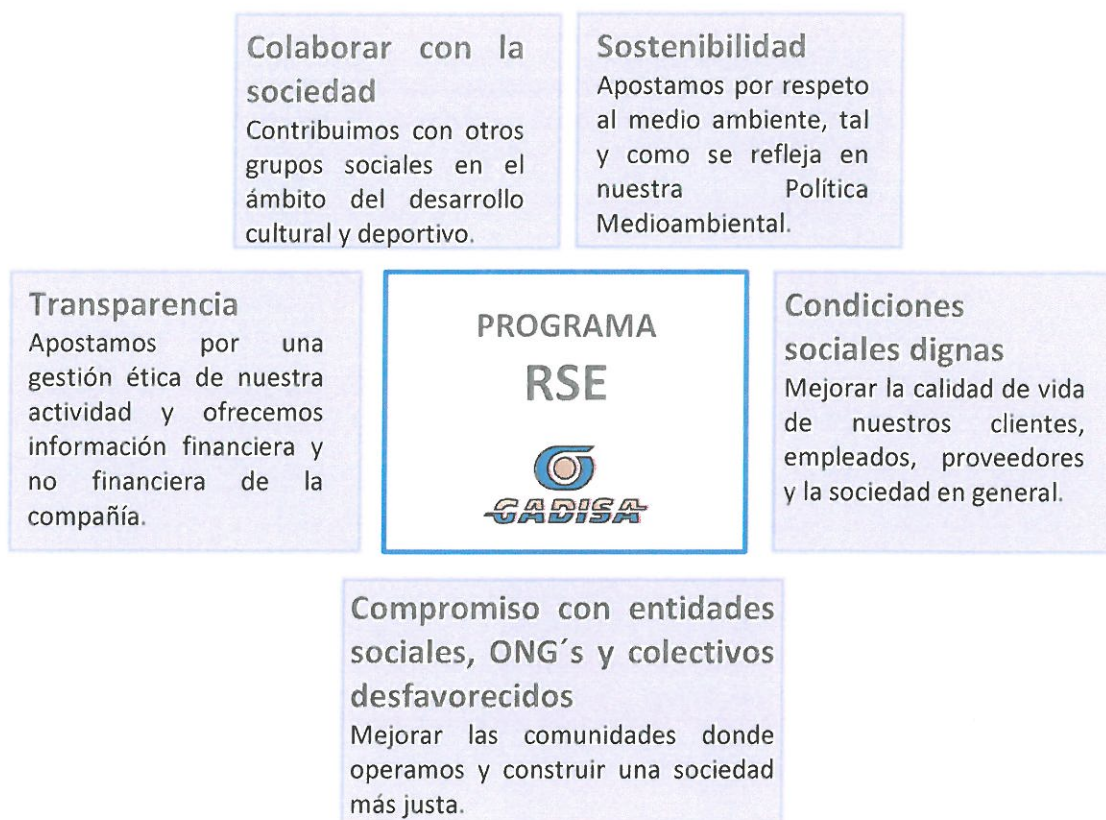 Colaborar con la
sociedad
Contribuimos con otros
grupos sociales en el
ámbito del desarrollo
cultural y deportivo.
Sostenibilidad
Apostamos por respeto
al medio ambiente, tal
y como se refleja en
nuestra Política
Medioambiental.
Transparencia
Apostamos por una
gestión ética de nuestra
actividad y ofrecemos
información financiera y
no financiera de la
compañía.
PROGRAMA
RSE
GADISA
Condiciones
sociales dignas
Mejorar la calidad de vida
de nuestros clientes,
empleados, proveedores
y la sociedad en general.
Compromiso con entidades
sociales, ONG´s y colectivos
desfavorecidos
Mejorar las comunidades donde
operamos y construir una sociedad
más justa.